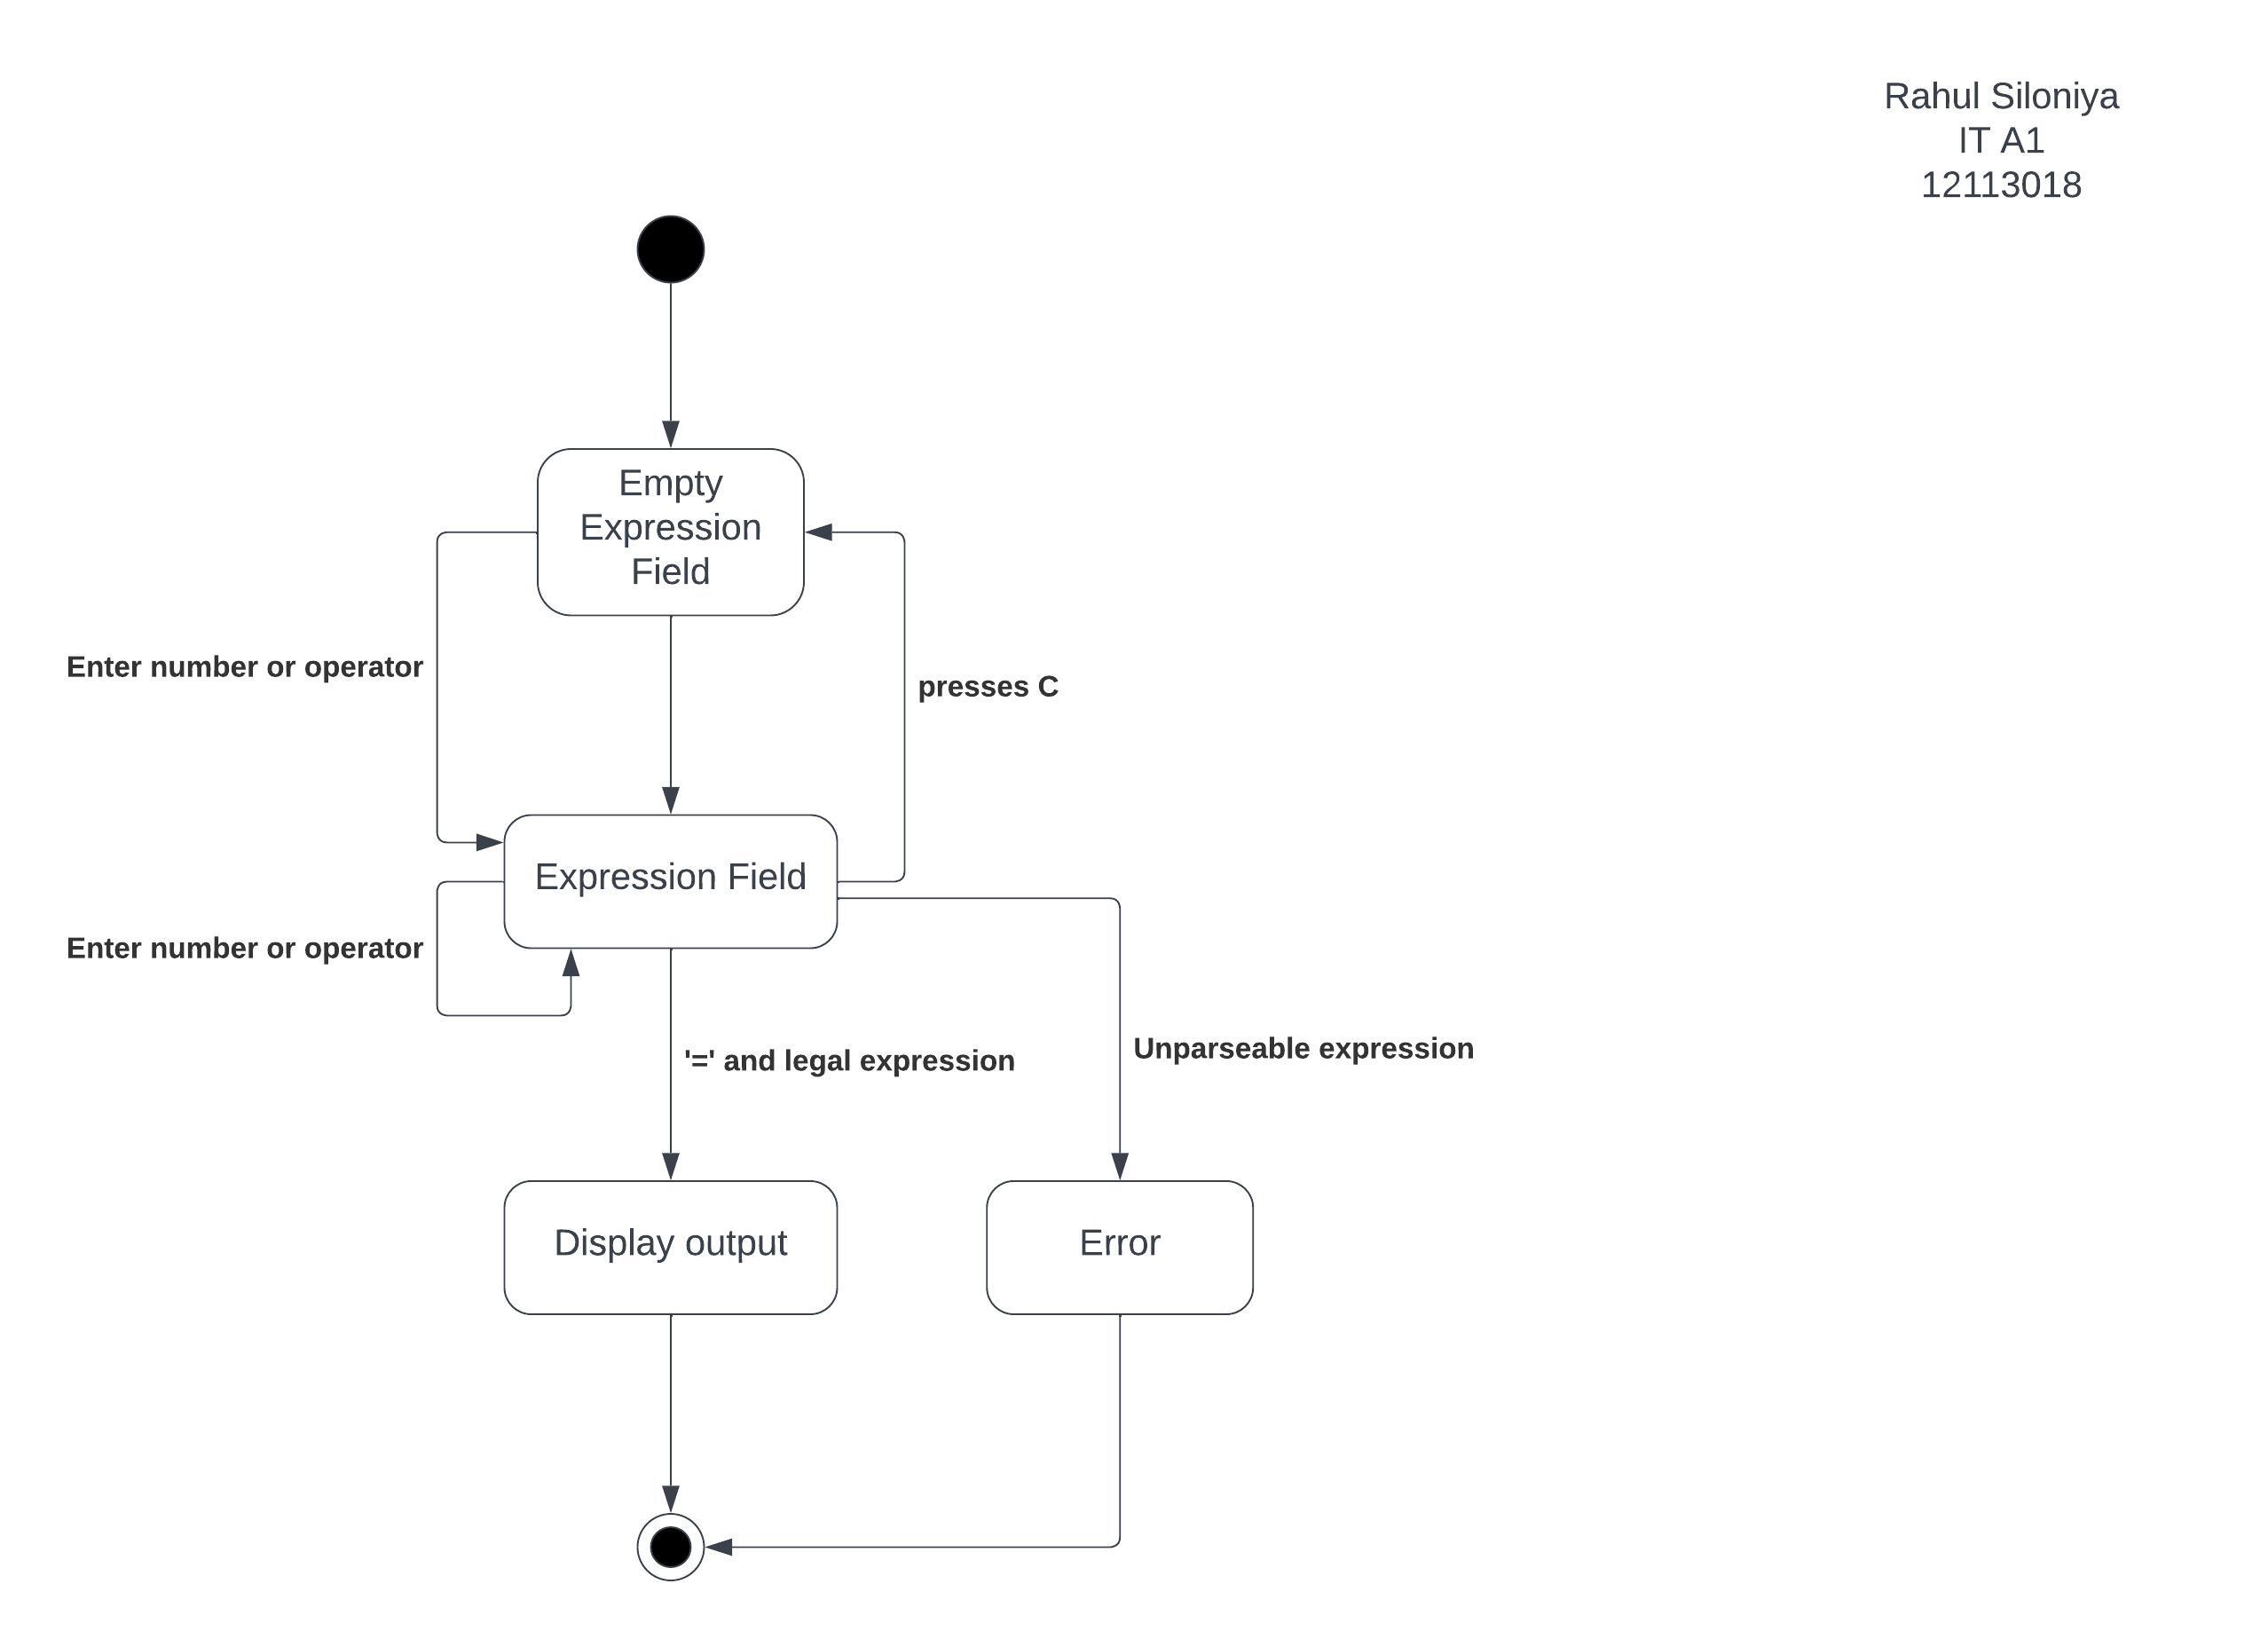 Rahul Siloniya
IT A1
12113018
Empty
Expression
Field
Enter number or operator
presses C
Expression Field
Enter number or operator
'=' and legal expression
Unparseable expression
Display output
Error